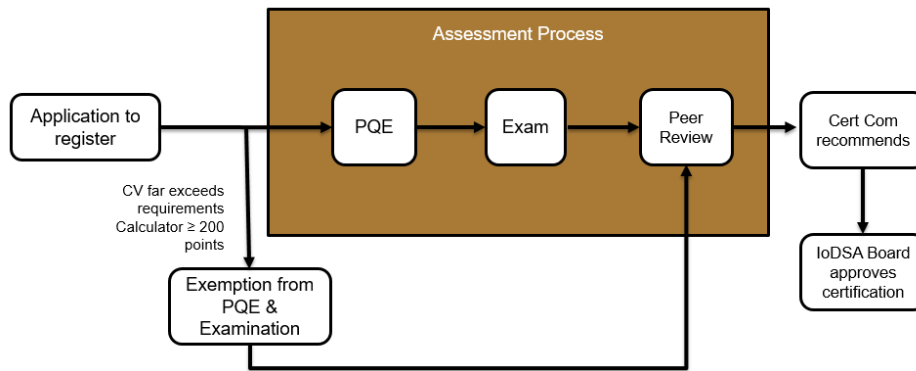 Assessment Process
Application to
register
PQE
Exam
Peer
Review
Cert Com
recommends
CV far exceeds
requirements
Calculator ≥ 200
points
Exemption from
PQE &
Examination
IoDSA Board
approves
certification